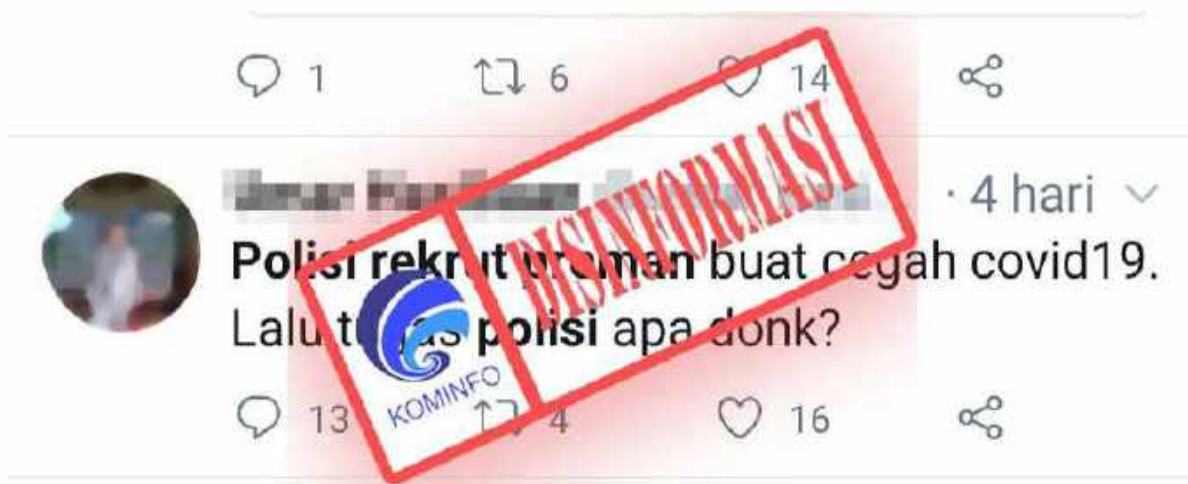 1 6 14
· 4 hari
Polisi rekrut preman buat cegah covid19.
Lalu tugas polisi apa donk?
13 4 16
KOMINFO
DISINFORMASI